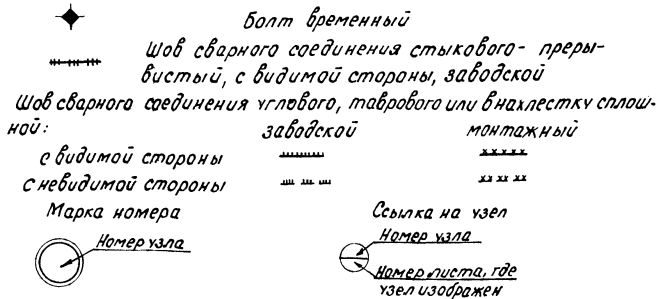 Болт временный
Шов сварного соединения стыкового- преры-
вистый, с видимой стороны, заводской
Шов сварного соединения углового, таврового или внахлестку сплош-
ной:
заводской монтажный
с видимой стороны
с невидимой стороны
Марка номера Ссылка на узел
Номер узла Номер узла
Номер листа, где
узел изображен